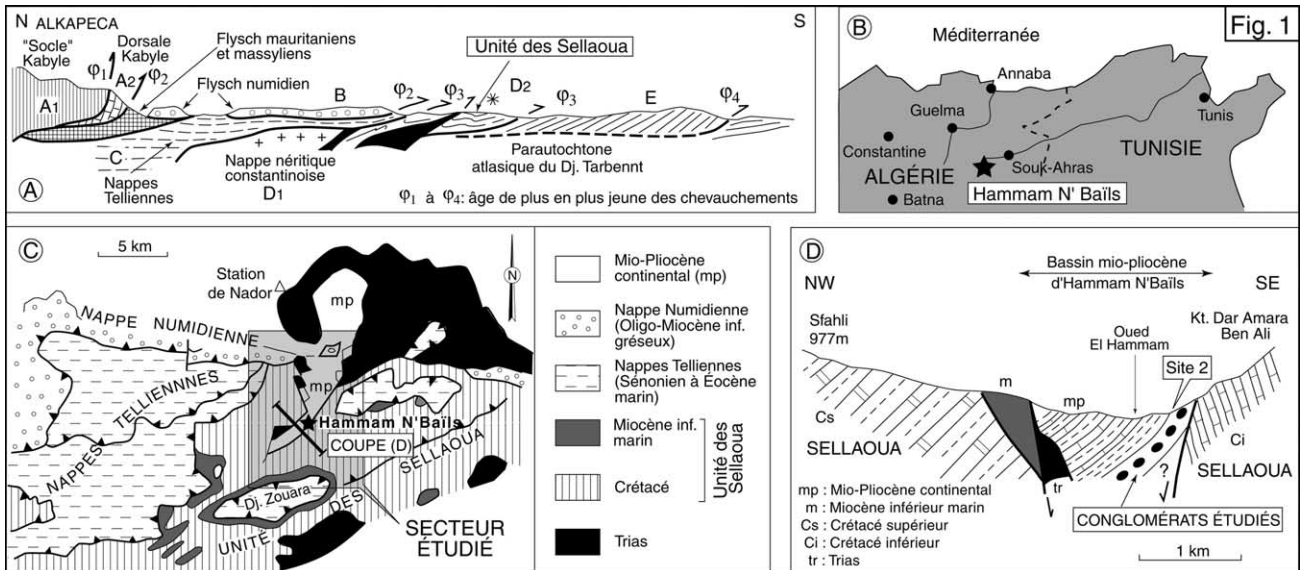 Fig. 1
N ALKAPECA
S
"Socle"
Kabyle
Dorsale
Kabyle
Flysch mauritaniens
et massyliens
Flysch numidien
Unité des Sellaoua
φ1
A2
φ2
A1
B
φ2
φ3
D2
*
φ3
E
φ4
C
Nappes
Telliennes
Nappe néritique
constantinoise
D1
Parautochtone
atlasique du Dj. Tarbennt
A
φ1 à φ4: âge de plus en plus jeune des chevauchements
B
Méditerranée
Annaba
Guelma
Constantine
Tunis
TUNISIE
ALGÉRIE
Souk-Ahras
Batna
Hammam N' Baïls
C
5 km
Station
de Nador
N
mp
NAPPE NUMIDIENNE
NAPPES TELLIENNNES
mp
Hammam N'Baïls
COUPE (D)
Dj. Zouara
UNITÉ DES SELLAOUA
SECTEUR
ÉTUDIÉ
Mio-Pliocène
continental (mp)
Nappe Numidienne
(Oligo-Miocène inf.
gréseux)
Nappes Telliennes
(Sénonien à Éocène
marin)
Miocène inf.
marin
Crétacé
Unité des
Sellaoua
Trias
D
Bassin mio-pliocène
d'Hammam N'Baïls
NW
SE
Sfahli
977m
Kt. Dar Amara
Ben Ali
Oued
El Hammam
Site 2
m
mp
Cs
SELLAOUA
Ci
SELLAOUA
tr
?
CONGLOMÉRATS ÉTUDIÉS
mp : Mio-Pliocène continental
m : Miocène inférieur marin
Cs : Crétacé supérieur
Ci : Crétacé inférieur
tr : Trias
1 km